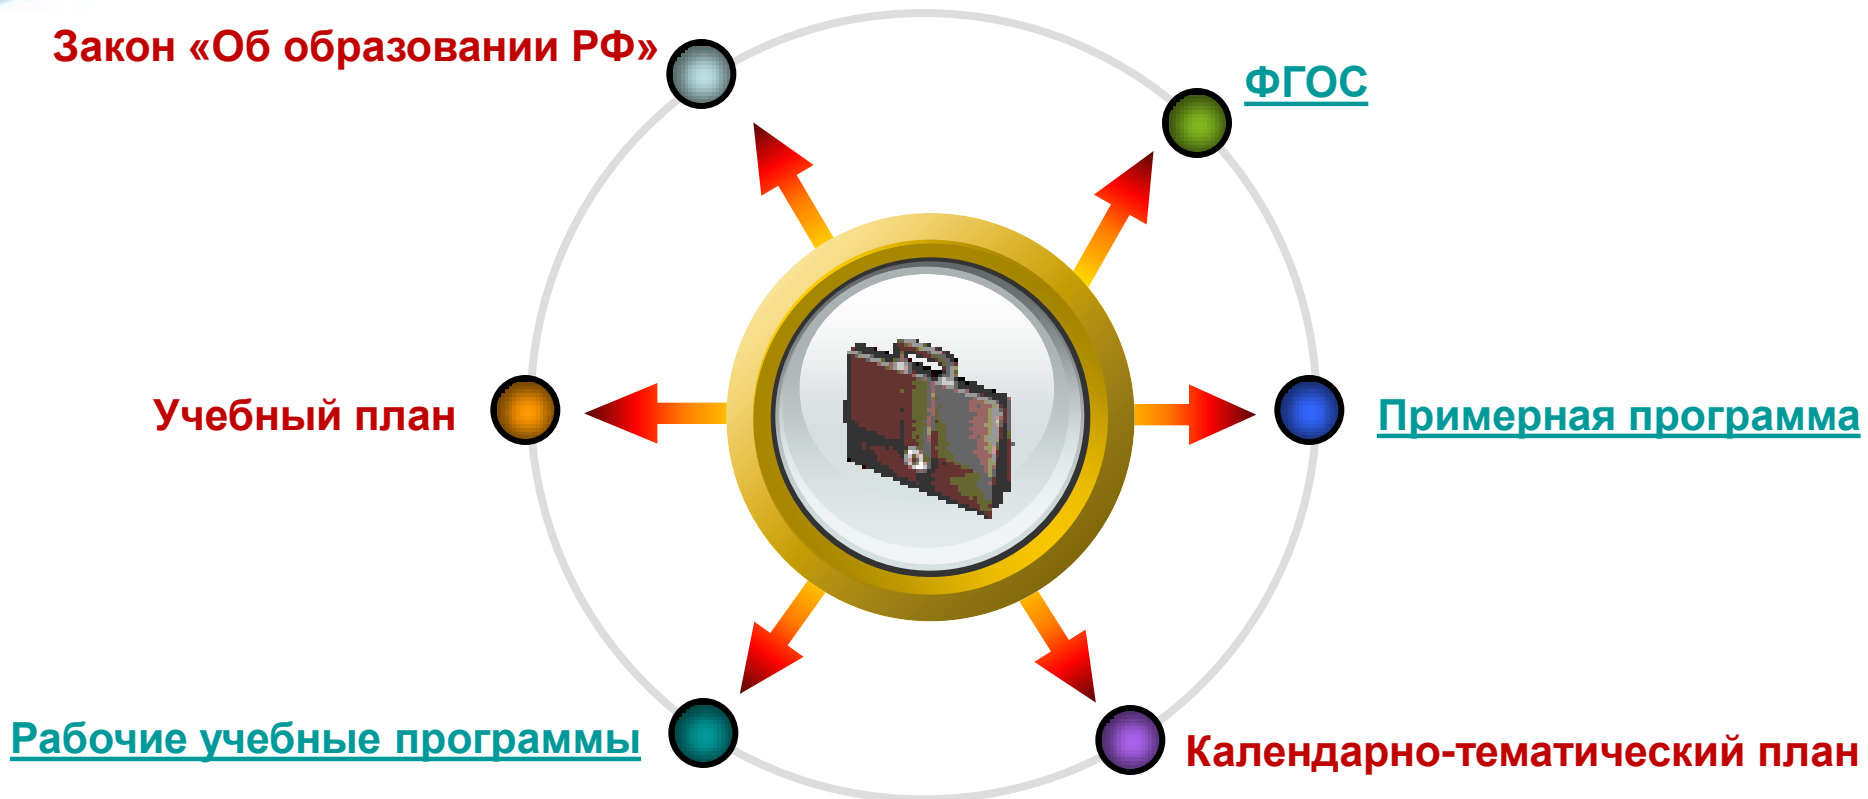 Закон «Об образовании РФ»
ФГОС
Учебный план
Примерная программа
Рабочие учебные программы
Календарно-тематический план